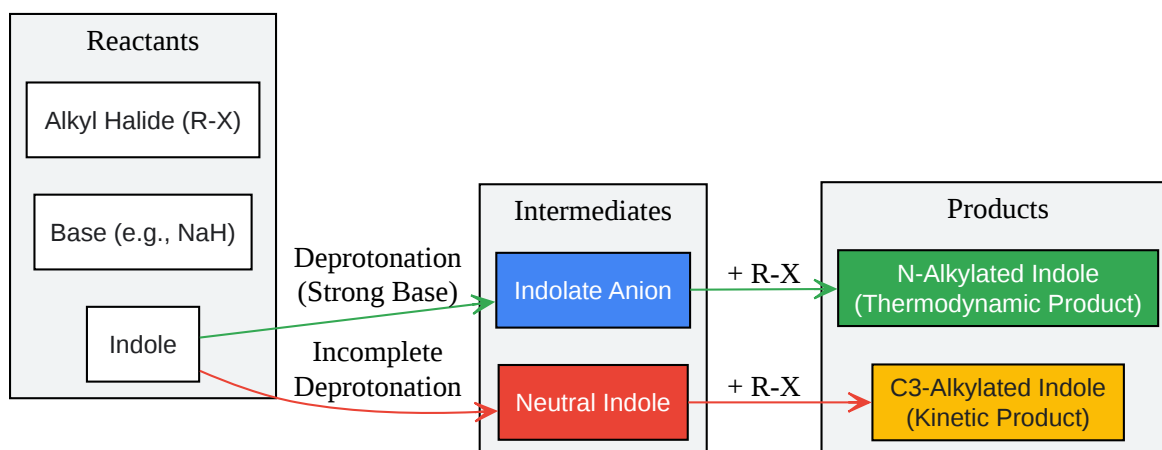 Reactants
Alkyl Halide (R-X)
Base (e.g., NaH)
Indole
Deprotonation
(Strong Base)
Incomplete
Deprotonation
Intermediates
Indolate Anion
Neutral Indole
+ R-X
+ R-X
Products
N-Alkylated Indole
(Thermodynamic Product)
C3-Alkylated Indole
(Kinetic Product)